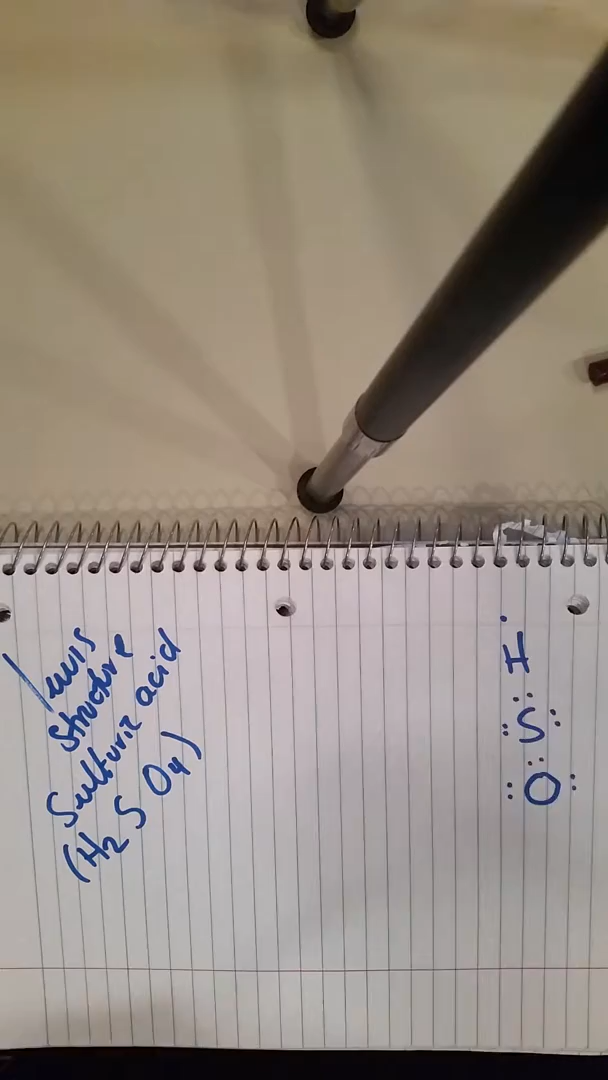 Lewis
Structure
Sulfuric acid
(H2SO4)
H
S
O